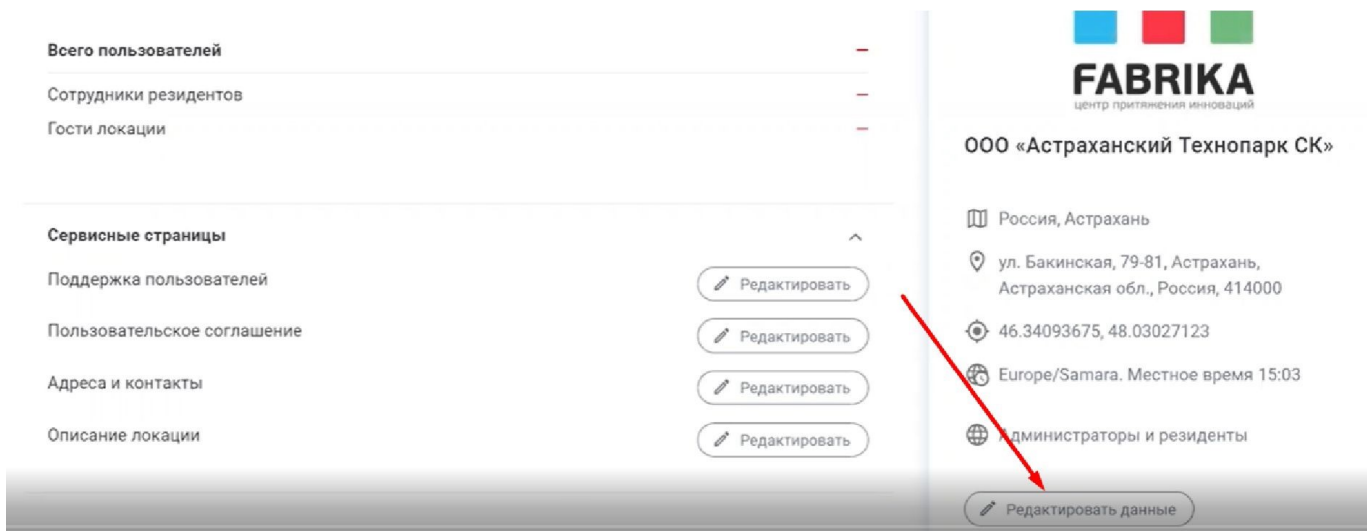 Всего пользователей –
Сотрудники резидентов –
Гости локации –
Сервисные страницы
Поддержка пользователей Редактировать
Пользовательское соглашение Редактировать
Адреса и контакты Редактировать
Описание локации Редактировать
FABRIKA
центр притяжения инноваций
ООО «Астраханский Технопарк СК»
Россия, Астрахань
ул. Бакинская, 79-81, Астрахань,
Астраханская обл., Россия, 414000
46.34093675, 48.03027123
Europe/Samara. Местное время 15:03
Администраторы и резиденты
Редактировать данные